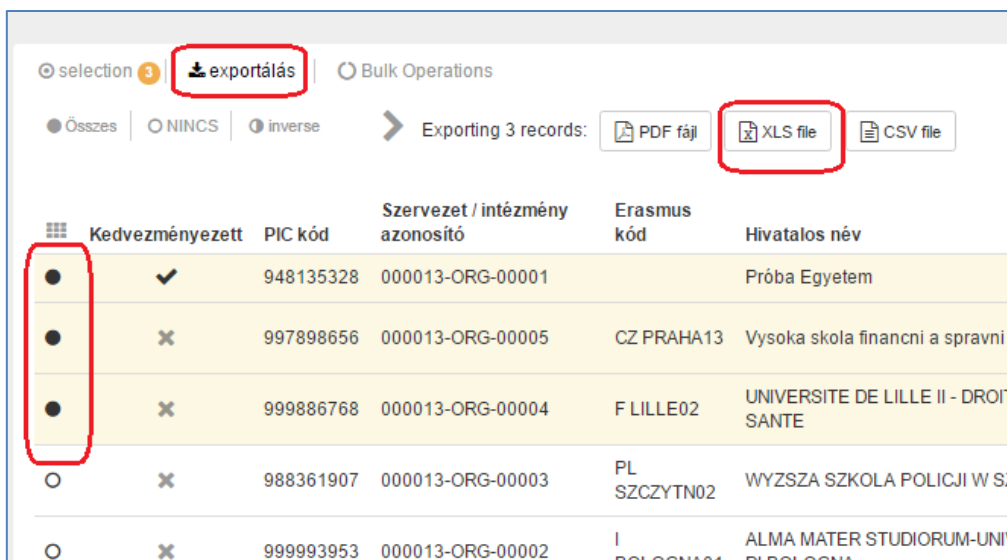 selection 3 exportálás Bulk Operations
Összes NINCS inverse Exporting 3 records: PDF fájl XLS file CSV file
Kedvezményezett PIC kód Szervezet / intézmény azonosító Erasmus kód Hivatalos név
948135328 000013-ORG-00001 Próba Egyetem
997898656 000013-ORG-00005 CZ PRAHA13 Vysoka skola financni a spravni
999886768 000013-ORG-00004 F LILLE02 UNIVERSITE DE LILLE II - DROIT
SANTE
988361907 000013-ORG-00003 PL SZCZYTN02 WYZSZA SZKOLA POLICJI W
999993953 000013-ORG-00002 I ALMA MATER STUDIORUM-UNI